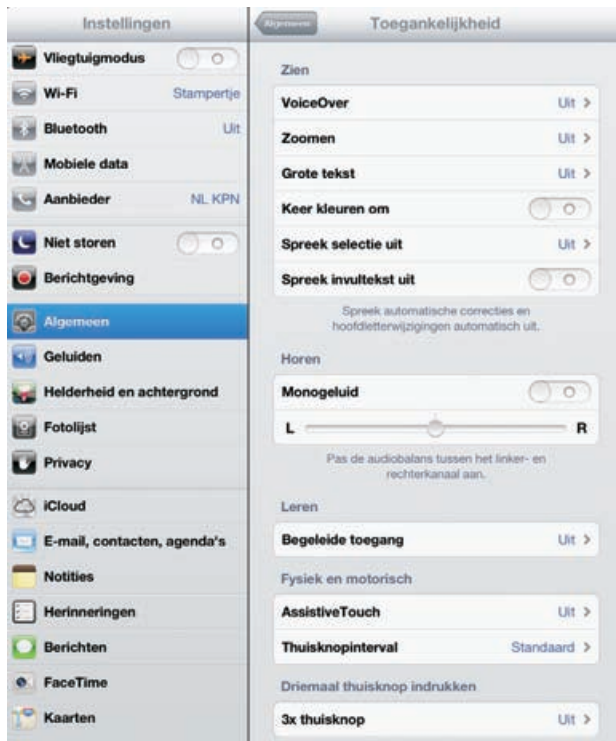 Instellingen
Vliegtuigmodus
Wi-Fi Stampertje
Bluetooth Uit
Mobiele data
Aanbieder NL KPN
Niet storen
Berichtgeving
Algemeen
Geluiden
Helderheid en achtergrond
Fotolijst
Privacy
iCloud
E-mail, contacten, agenda's
Notities
Herinneringen
Berichten
FaceTime
Kaarten
Algemeen
Toegankelijkheid
Zien
VoiceOver Uit
Zoomen Uit
Grote tekst Uit
Keer kleuren om
Spreek selectie uit Uit
Spreek invultekst uit
Spreek automatische correcties en
hoofdletterwijzigingen automatisch uit.
Horen
Monogeluid
L R
Pas de audiobalans tussen het linker- en
rechterkanaal aan.
Leren
Begeleide toegang Uit
Fysiek en motorisch
AssistiveTouch Uit
Thuisknopinterval Standaard
Driemaal thuisknop indrukken
3x thuisknop Uit